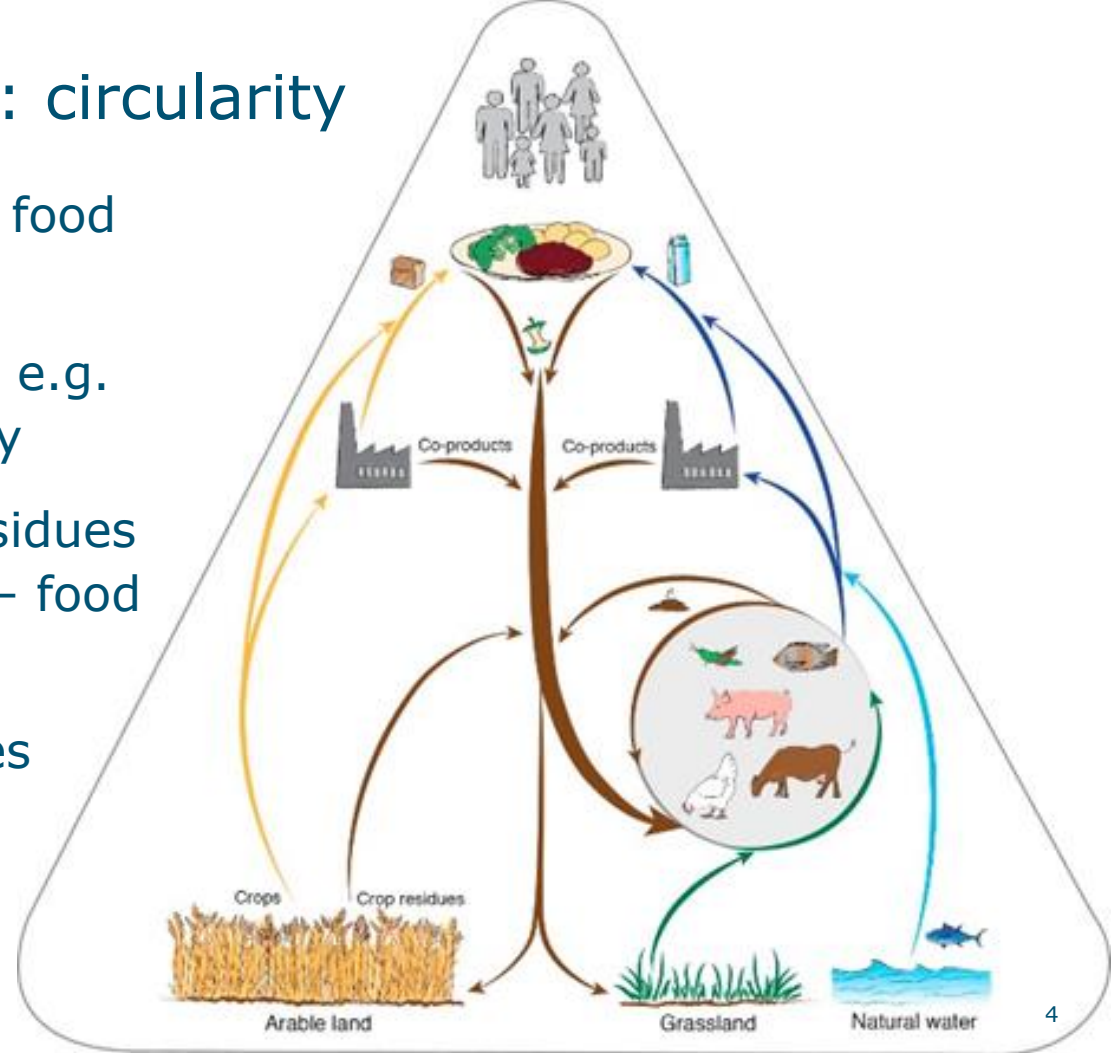 : circularity
food
e.g.
y
sidues
– food
es
Co-products
Co-products
Crops
Crop residues
Arable land
Grassland
Natural water
4